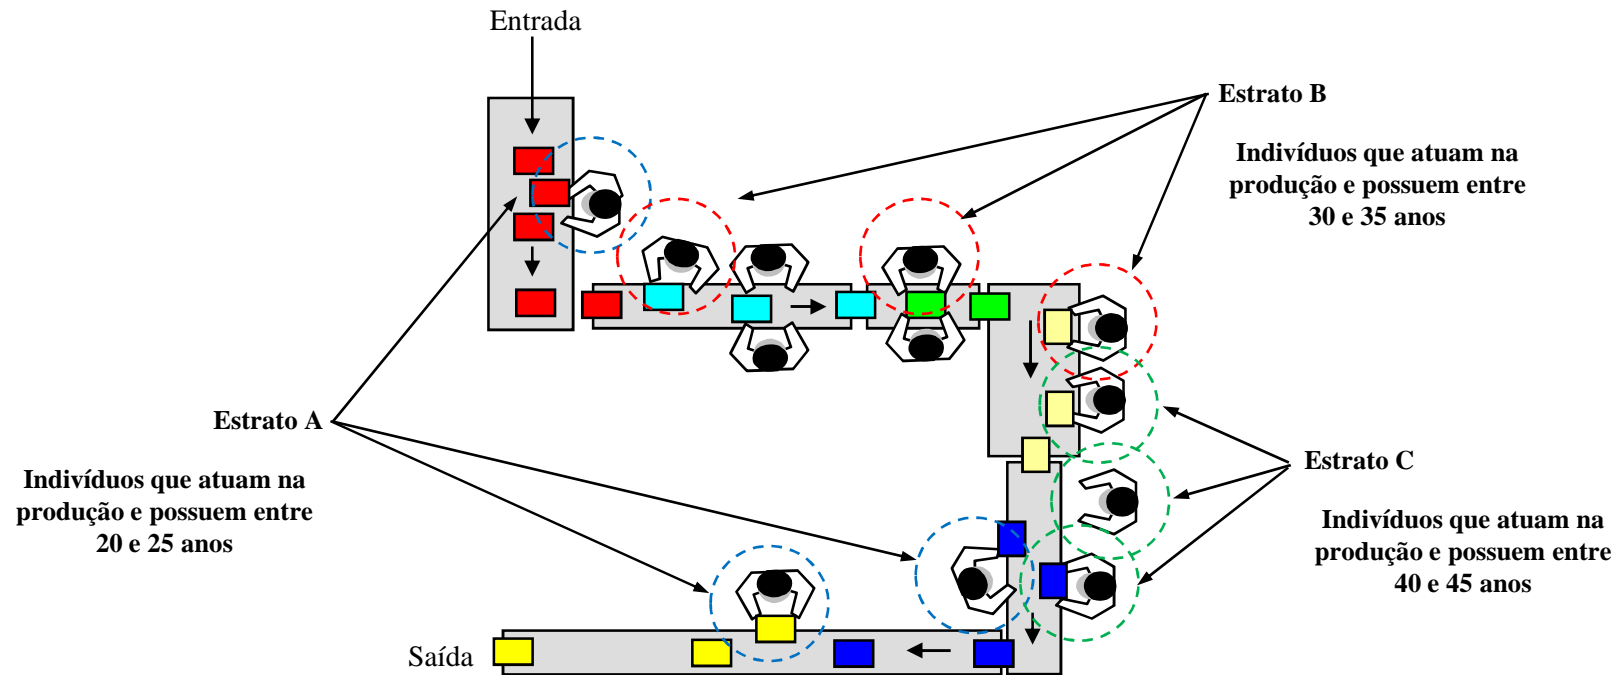 Entrada
Estrato B
Indivíduos que atuam na
produção e possuem entre
30 e 35 anos
Estrato A
Indivíduos que atuam na
produção e possuem entre
20 e 25 anos
Estrato C
Indivíduos que atuam na
produção e possuem entre
40 e 45 anos
Saída